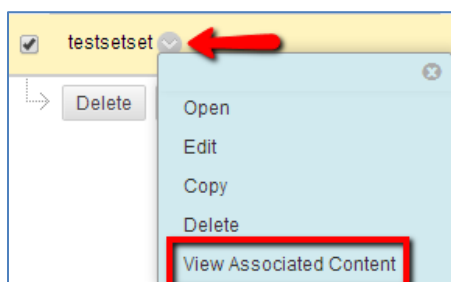 testsetset
Delete
Open
Edit
Copy
Delete
View Associated Content